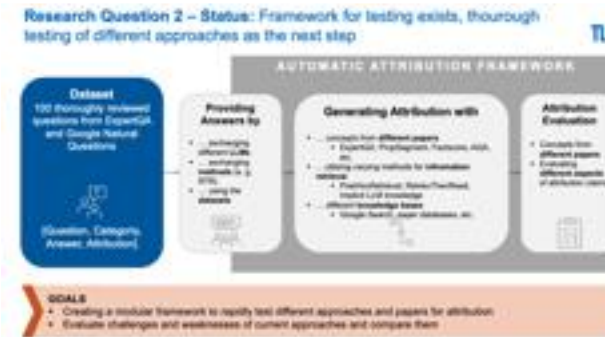 Research Question 2 – Status: Framework for testing exists, thourough
testing of different approaches as the next step
AUTOMATIC ATTRIBUTION FRAMEWORK
Dataset
100 thoroughly reviewed
questions from ExpertQA
and Google Natural
Questions
[Question, Category,
Answer, Attribution]
Providing
Answers by
... exchanging
different
... exchanging
methods (e. g.
... using the
datasets
Generating Attribution with
... concepts from different papers
etc.
... utilizing varying methods for information
retrieval
... different knowledge bases
Google Search, paper databases, etc.
Attribution
Evaluation
Concepts from
different papers
Evaluating
different aspects
of attribution
GOALS
Creating a modular framework to rapidly test different approaches and papers for attribution
Evaluate challenges and weaknesses of current approaches and compare them